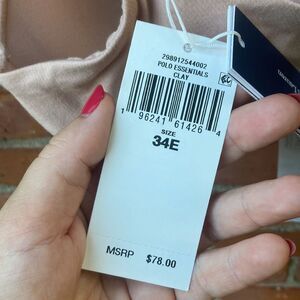 298912544002
POLO ESSENTIALS
CLAY
1 96241 61426 4
SIZE
34E
MSRP $78.00